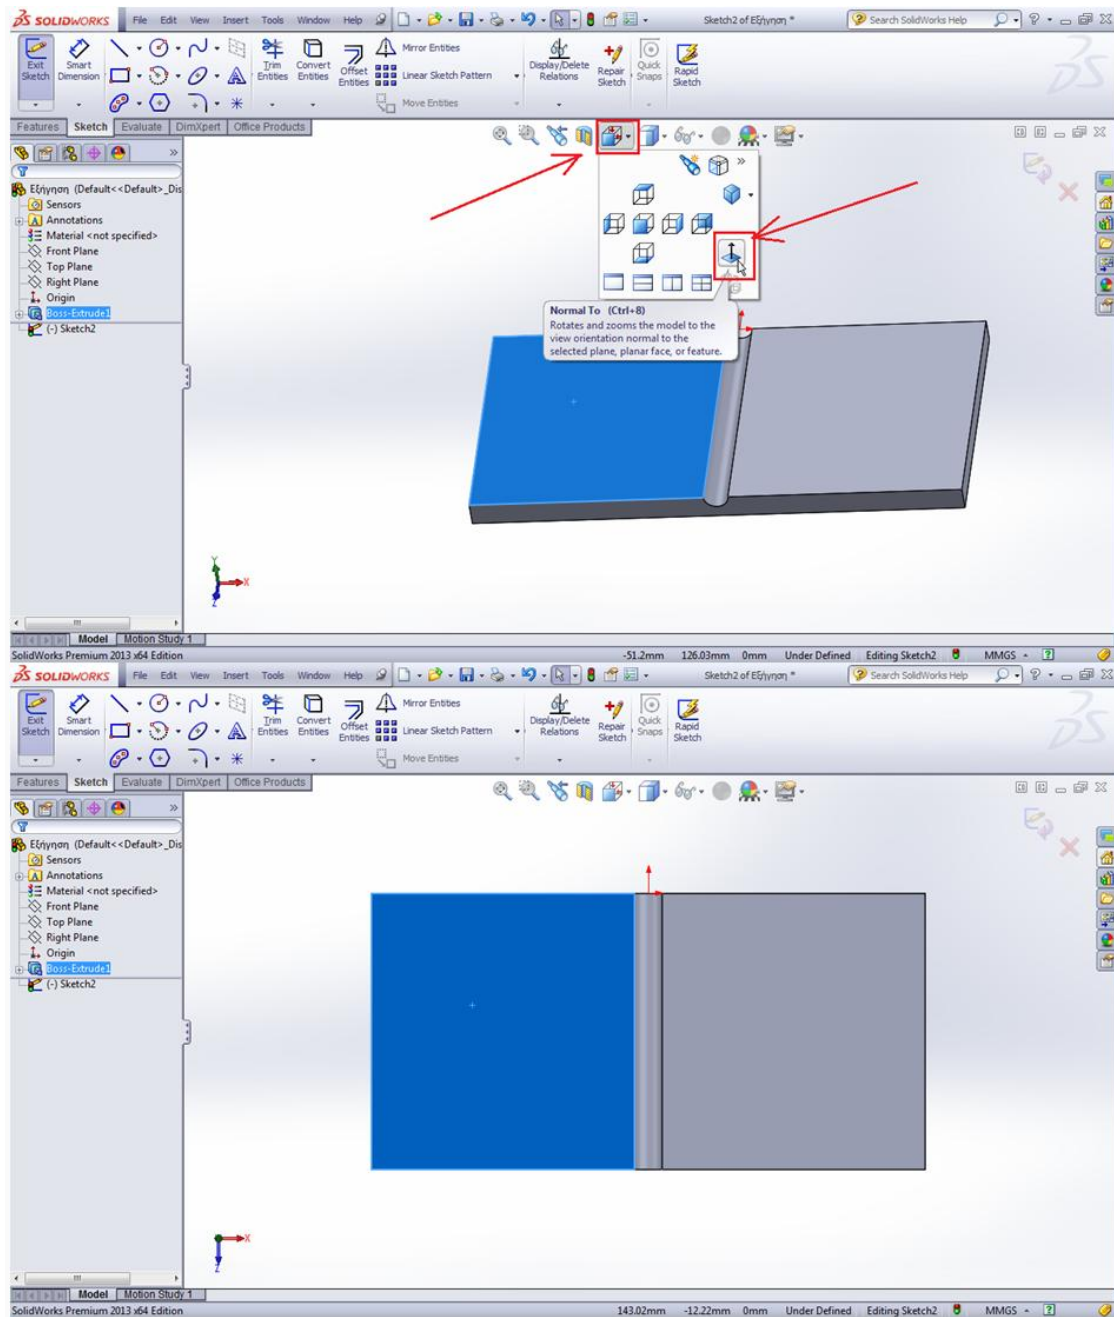 SOLIDWORKS File Edit View Insert Tools Window Help Sketch2 of Εξήγηση * Search SolidWorks Help
Exit Sketch
Smart Dimension
Trim Entities
Convert Entities
Offset Entities
Mirror Entities
Linear Sketch Pattern
Move Entities
Display/Delete Relations
Repair Sketch
Quick Snaps
Rapid Sketch
Features Sketch Evaluate DimXpert Office Products
Εξήγηση (Default<<Default>_Dis
Sensors
Annotations
Material <not specified>
Front Plane
Top Plane
Right Plane
Origin
Boss-Extrude1
(-) Sketch2
Normal To (Ctrl+8)
Rotates and zooms the model to the
view orientation normal to the
selected plane, planar face, or feature.
Y
X
Z
Model Motion Study 1
SolidWorks Premium 2013 x64 Edition -51.2mm 126.03mm 0mm Under Defined Editing Sketch2 MMGS
SOLIDWORKS File Edit View Insert Tools Window Help Sketch2 of Εξήγηση * Search SolidWorks Help
Exit Sketch
Smart Dimension
Trim Entities
Convert Entities
Offset Entities
Mirror Entities
Linear Sketch Pattern
Move Entities
Display/Delete Relations
Repair Sketch
Quick Snaps
Rapid Sketch
Features Sketch Evaluate DimXpert Office Products
Εξήγηση (Default<<Default>_Dis
Sensors
Annotations
Material <not specified>
Front Plane
Top Plane
Right Plane
Origin
Boss-Extrude1
(-) Sketch2
X
Z
Model Motion Study 1
SolidWorks Premium 2013 x64 Edition 143.02mm -12.22mm 0mm Under Defined Editing Sketch2 MMGS